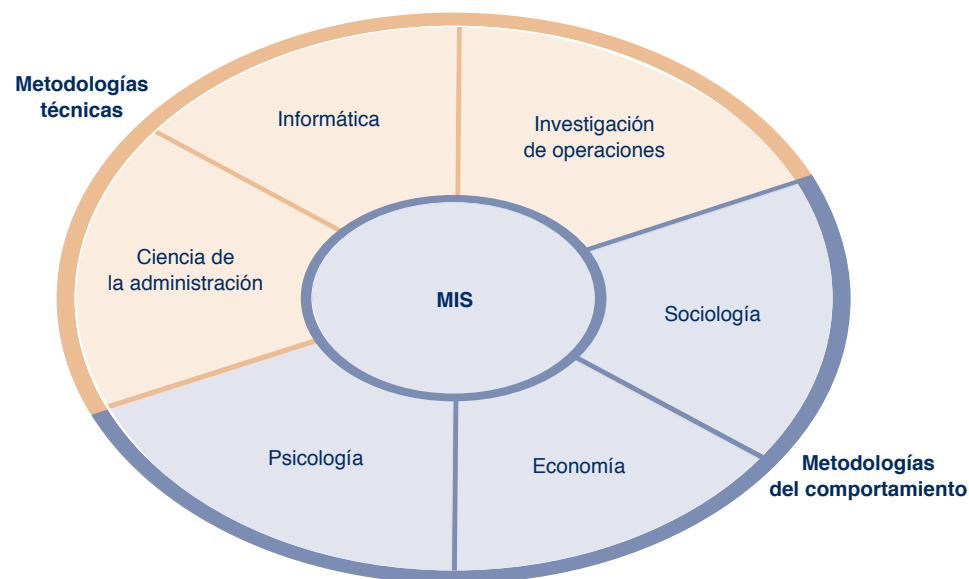 Metodologías
técnicas
Informática
Investigación
de operaciones
Ciencia de
la administración
MIS
Sociología
Psicología
Economía
Metodologías
del comportamiento